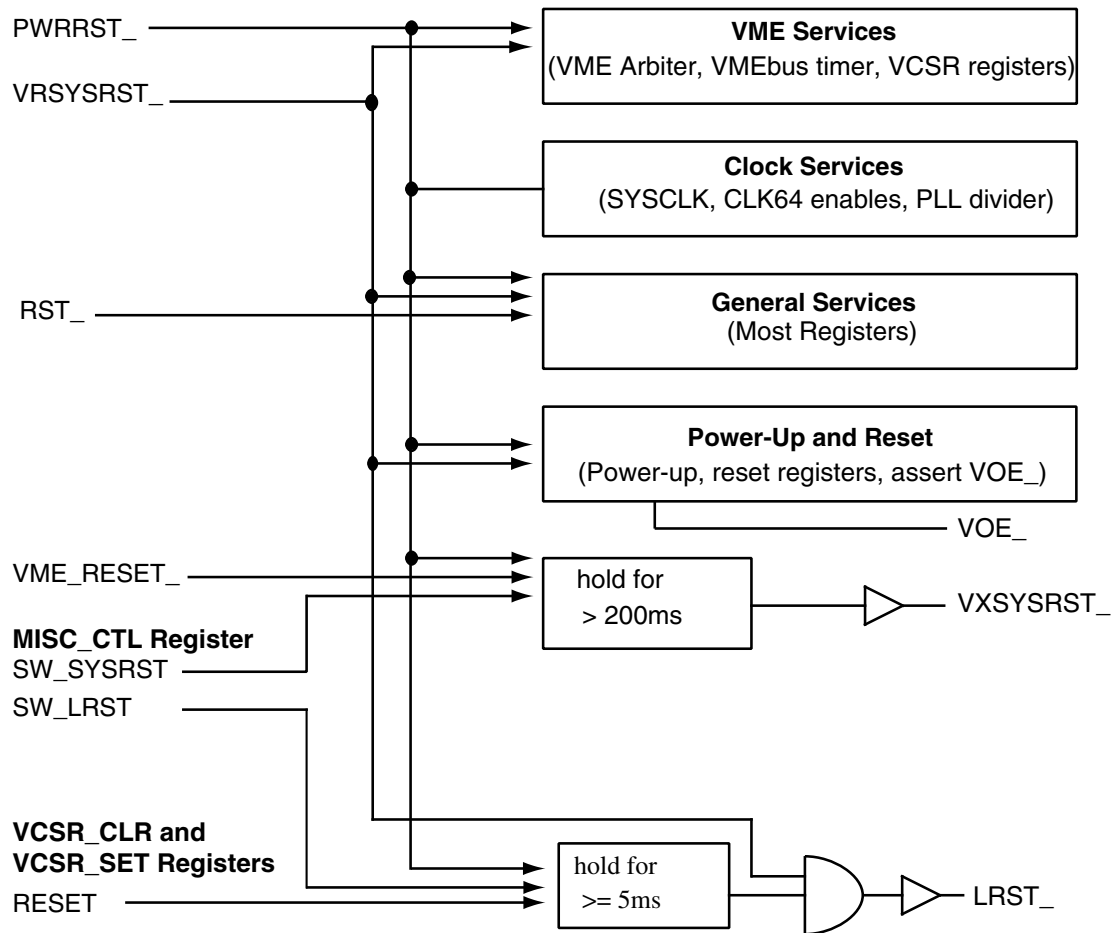 PWRRST_
VME Services
(VME Arbiter, VMEbus timer, VCSR registers)
VRSYSRST_
Clock Services
(SYSCLK, CLK64 enables, PLL divider)
RST_
General Services
(Most Registers)
Power-Up and Reset
(Power-up, reset registers, assert VOE_)
VOE_
VME_RESET_
hold for
> 200ms
VXSYSRST_
MISC_CTL Register
SW_SYSRST
SW_LRST
VCSR_CLR and
VCSR_SET Registers
RESET
hold for
>= 5ms
LRST_